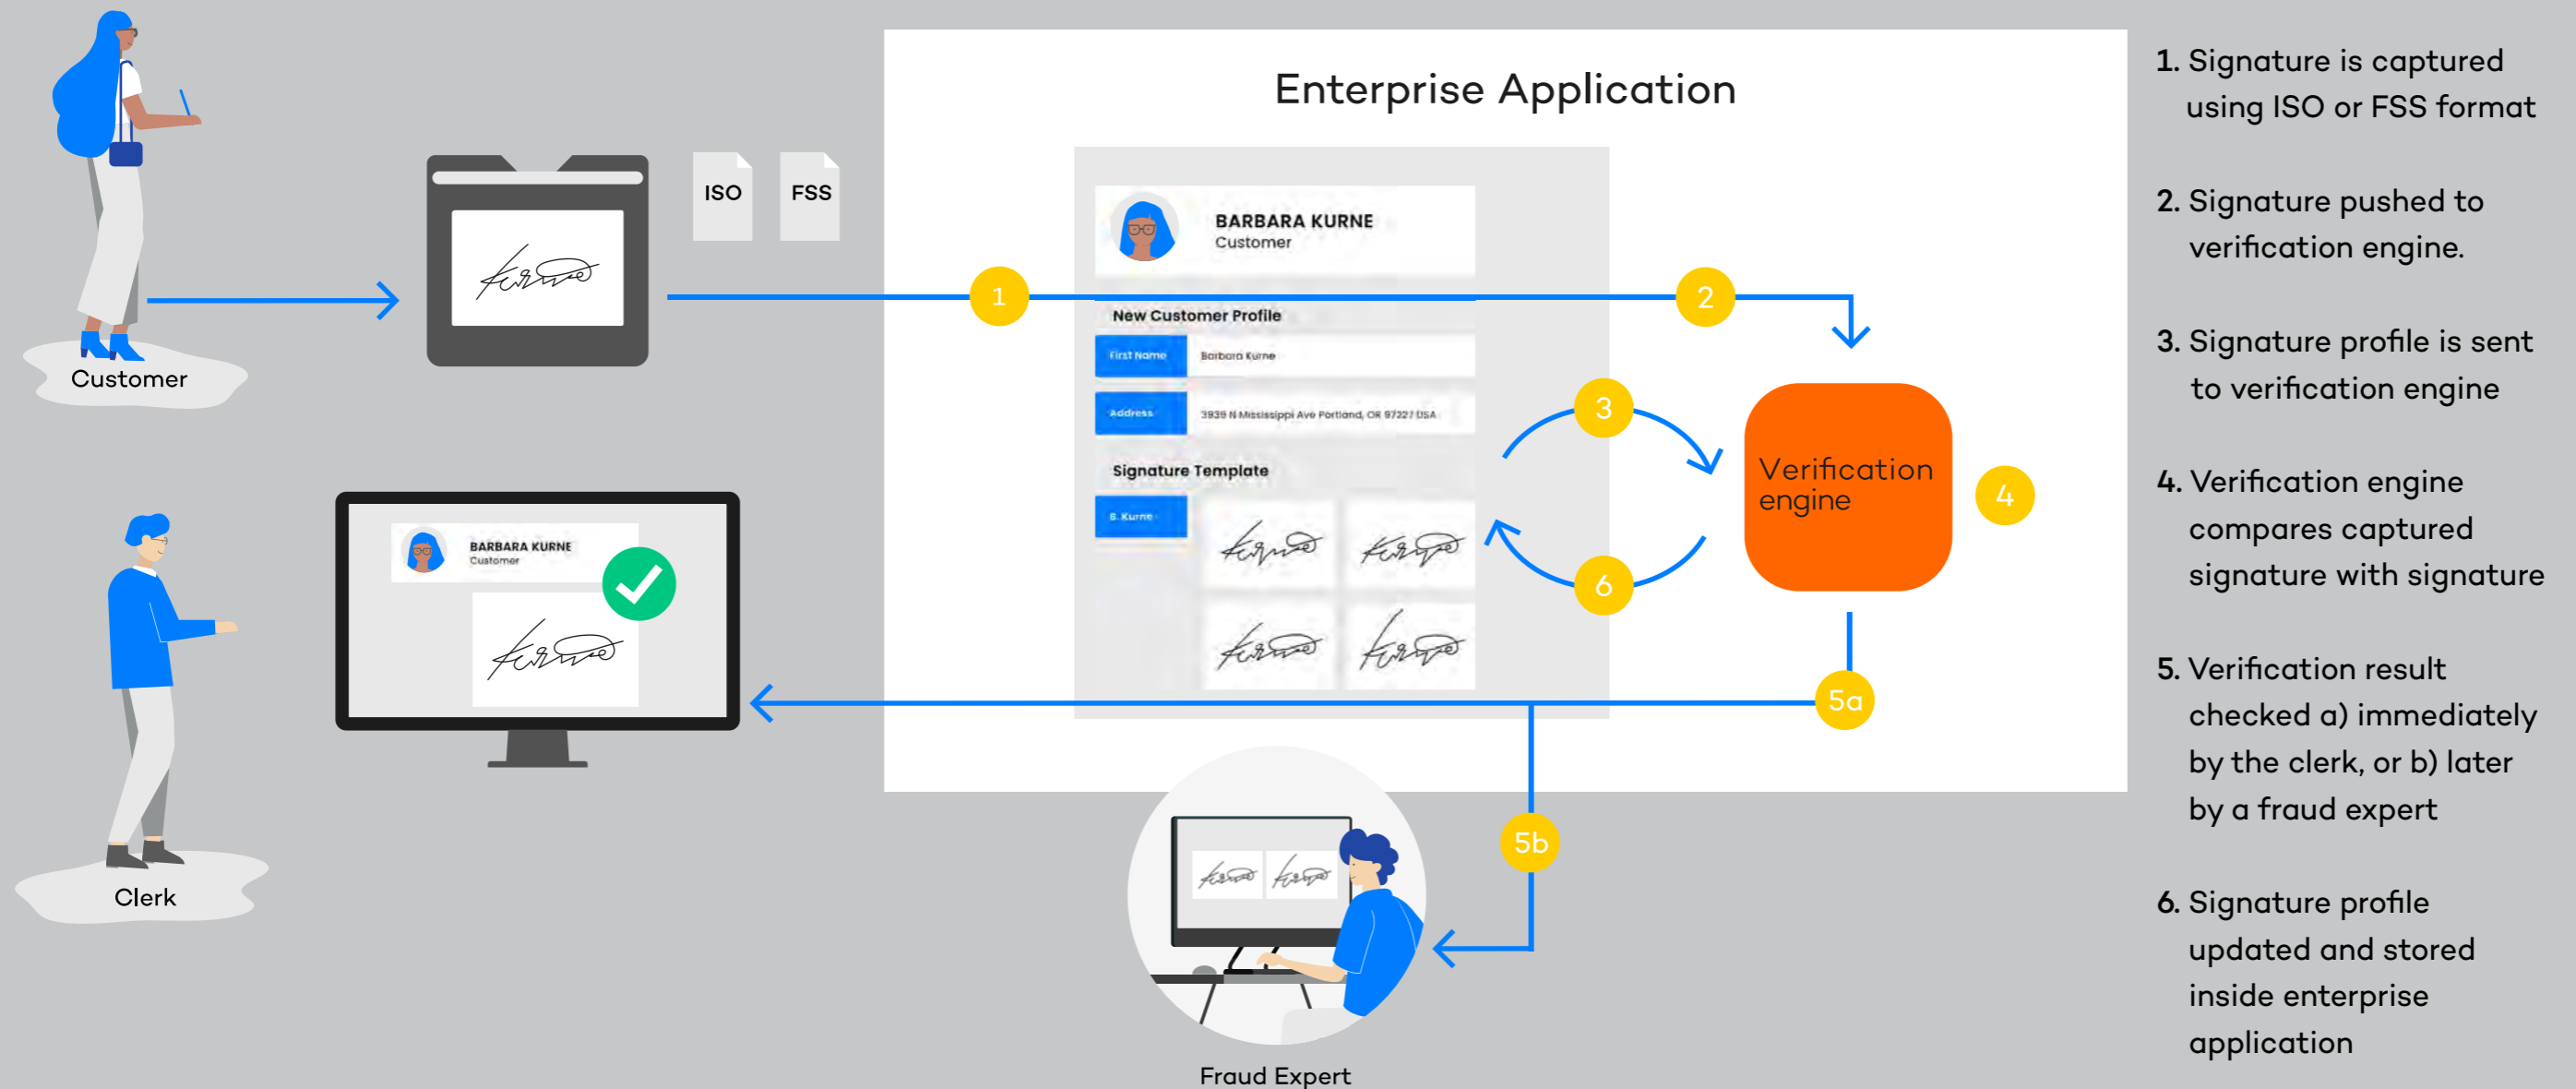 Enterprise Application
ISO
FSS
BARBARA KURNE
Customer
1
2
New Customer Profile
First Name
Barbara Kurne
Address
3939 N Mississippi Ave Portland, OR 97227 USA
Signature Template
B. Kurne
3
Verification
engine
4
6
5a
5b
Customer
BARBARA KURNE
Customer
Clerk
Fraud Expert
1. Signature is captured
using ISO or FSS format
2. Signature pushed to
verification engine.
3. Signature profile is sent
to verification engine
4. Verification engine
compares captured
signature with signature
5. Verification result
checked a) immediately
by the clerk, or b) later
by a fraud expert
6. Signature profile
updated and stored
inside enterprise
application